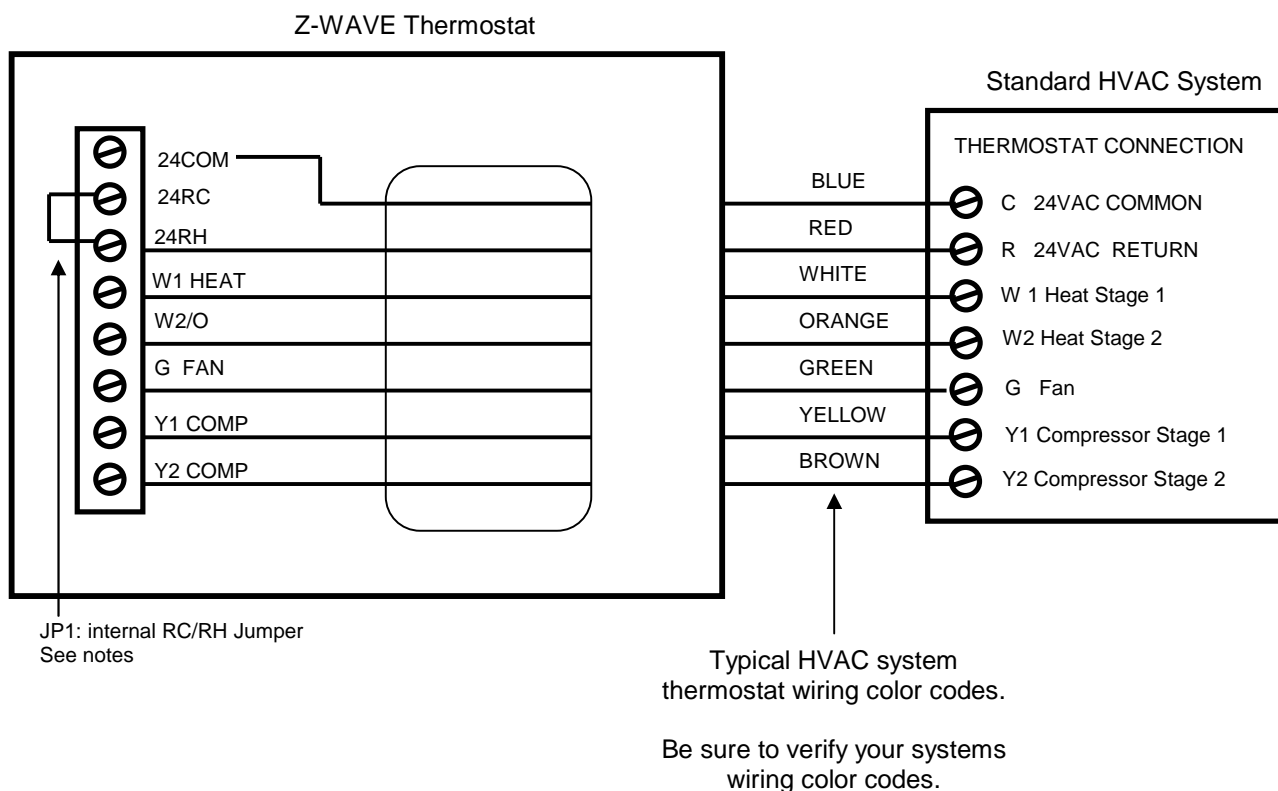 Z-WAVE Thermostat
Standard HVAC System
THERMOSTAT CONNECTION
24COM
24RC
24RH
W1 HEAT
W2/O
G FAN
Y1 COMP
Y2 COMP
BLUE
RED
WHITE
ORANGE
GREEN
YELLOW
BROWN
C 24VAC COMMON
R 24VAC RETURN
W 1 Heat Stage 1
W2 Heat Stage 2
G Fan
Y1 Compressor Stage 1
Y2 Compressor Stage 2
JP1: internal RC/RH Jumper
See notes
Typical HVAC system
thermostat wiring color codes.
Be sure to verify your systems
wiring color codes.